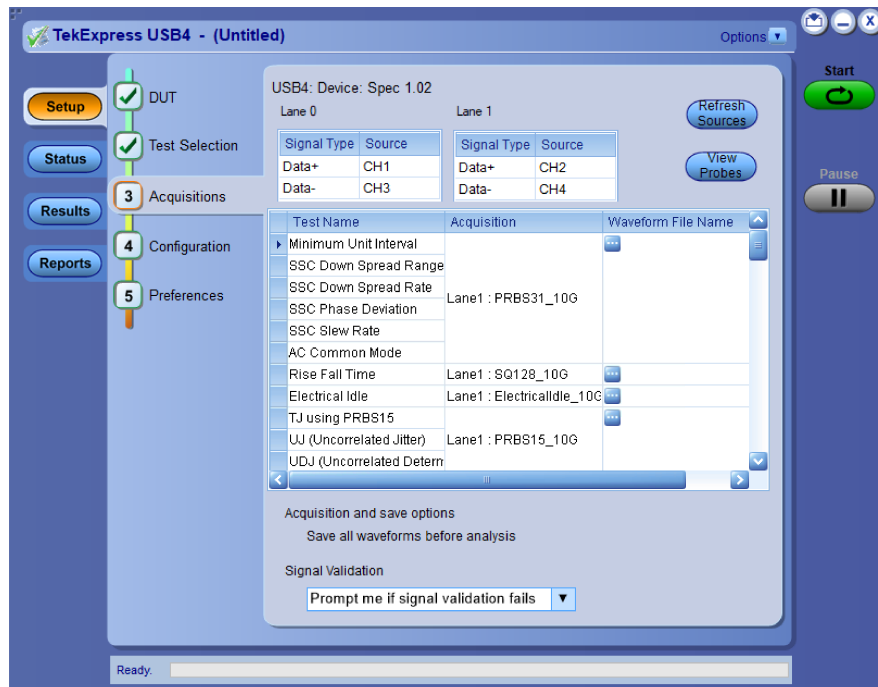 TekExpress USB4 - (Untitled)
Options
Start
Pause
Setup
Status
Results
Reports
DUT
Test Selection
3 Acquisitions
4 Configuration
5 Preferences
USB4: Device: Spec 1.02
Lane 0
Signal Type Source
Data+ CH1
Data- CH3
Lane 1
Signal Type Source
Data+ CH2
Data- CH4
Refresh
Sources
View
Probes
Test Name Acquisition Waveform File Name
Minimum Unit Interval
SSC Down Spread Range
SSC Down Spread Rate
SSC Phase Deviation
Lane1 : PRBS31_10G
SSC Slew Rate
AC Common Mode
Rise Fall Time Lane1 : SQ128_10G
Electrical Idle Lane1 : ElectricalIdle_10G
TJ using PRBS15
UJ (Uncorrelated Jitter) Lane1 : PRBS15_10G
UDJ (Uncorrelated Determ
Acquisition and save options
Save all waveforms before analysis
Signal Validation
Prompt me if signal validation fails
Ready.